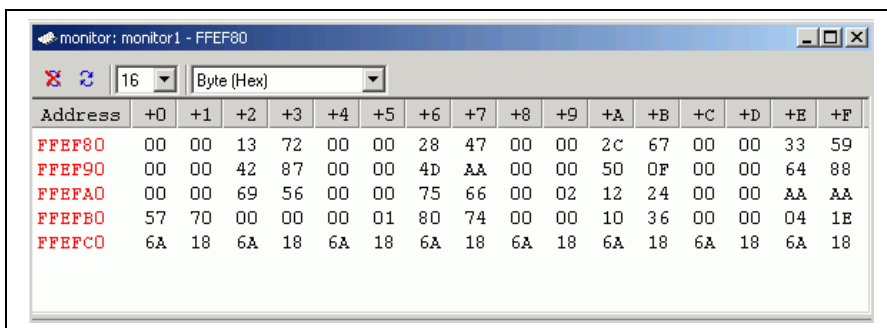 monitor: monitor1 - FFEF80
16 Byte (Hex)
Address +0 +1 +2 +3 +4 +5 +6 +7 +8 +9 +A +B +C +D +E +F
FFEF80 00 00 13 72 00 00 28 47 00 00 2C 67 00 00 33 59
FFEF90 00 00 42 87 00 00 4D AA 00 00 50 0F 00 00 64 88
FFEFA0 00 00 69 56 00 00 75 66 00 02 12 24 00 00 AA AA
FFEFB0 57 70 00 00 00 01 80 74 00 00 10 36 00 00 04 1E
FFEFC0 6A 18 6A 18 6A 18 6A 18 6A 18 6A 18 6A 18 6A 18